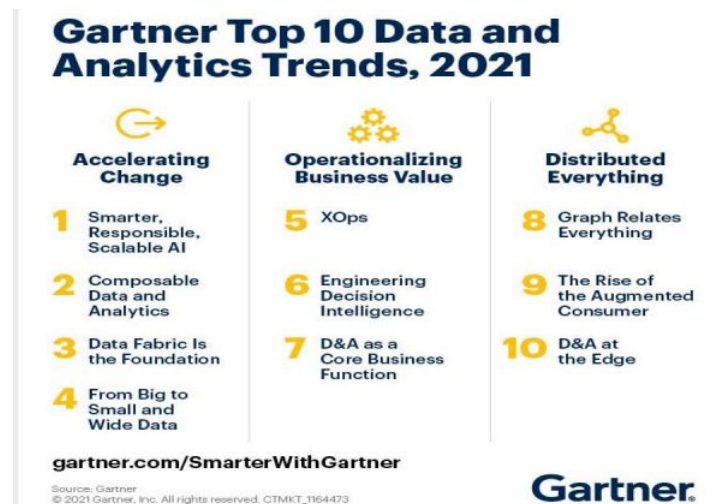 Gartner Top 10 Data and
Analytics Trends, 2021
Accelerating
Change
1 Smarter,
Responsible,
Scalable AI
2 Composable
Data and
Analytics
3 Data Fabric Is
the Foundation
4 From Big to
Small and
Wide Data
Operationalizing
Business Value
5 XOps
6 Engineering
Decision
Intelligence
7 D&A as a
Core Business
Function
Distributed
Everything
8 Graph Relates
Everything
9 The Rise of
the Augmented
Consumer
10 D&A at
the Edge
gartner.com/SmarterWithGartner
Source: Gartner
© 2021 Gartner, Inc. All rights reserved. CTMKT_1164473
Gartner®